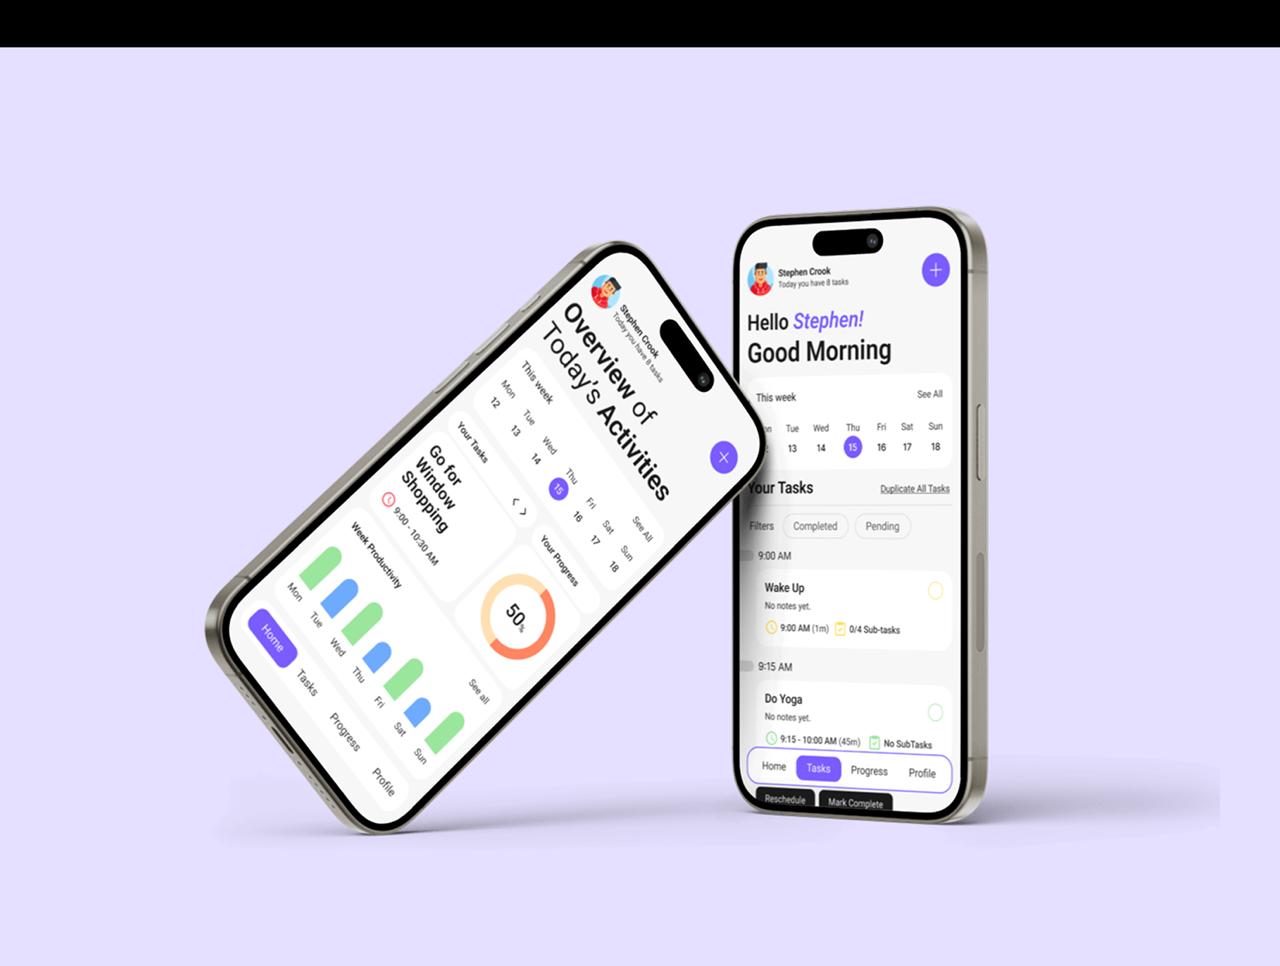 Stephen Crook
Today you have 8 tasks
Overview of
Today's Activities
This week
See All
Mon Tue Wed Thu Fri Sat Sun
12 13 14 15 16 17 18
Your Tasks
Go for
Window
Shopping
9:00 - 10:30 AM
Your Progress
50%
Week Productivity
See all
Mon Tue Wed Thu Fri Sat Sun
Home Tasks Progress Profile
Stephen Crook
Today you have 8 tasks
Hello Stephen!
Good Morning
This week See All
Tue Wed Thu Fri Sat Sun
13 14 15 16 17 18
Your Tasks Duplicate All Tasks
Filters Completed Pending
9:00 AM
Wake Up
No notes yet.
9:00 AM (1m) 0/4 Sub-tasks
9:15 AM
Do Yoga
No notes yet.
9:15 - 10:00 AM (45m) No SubTasks
Home Tasks Progress Profile
Reschedule Mark Complete